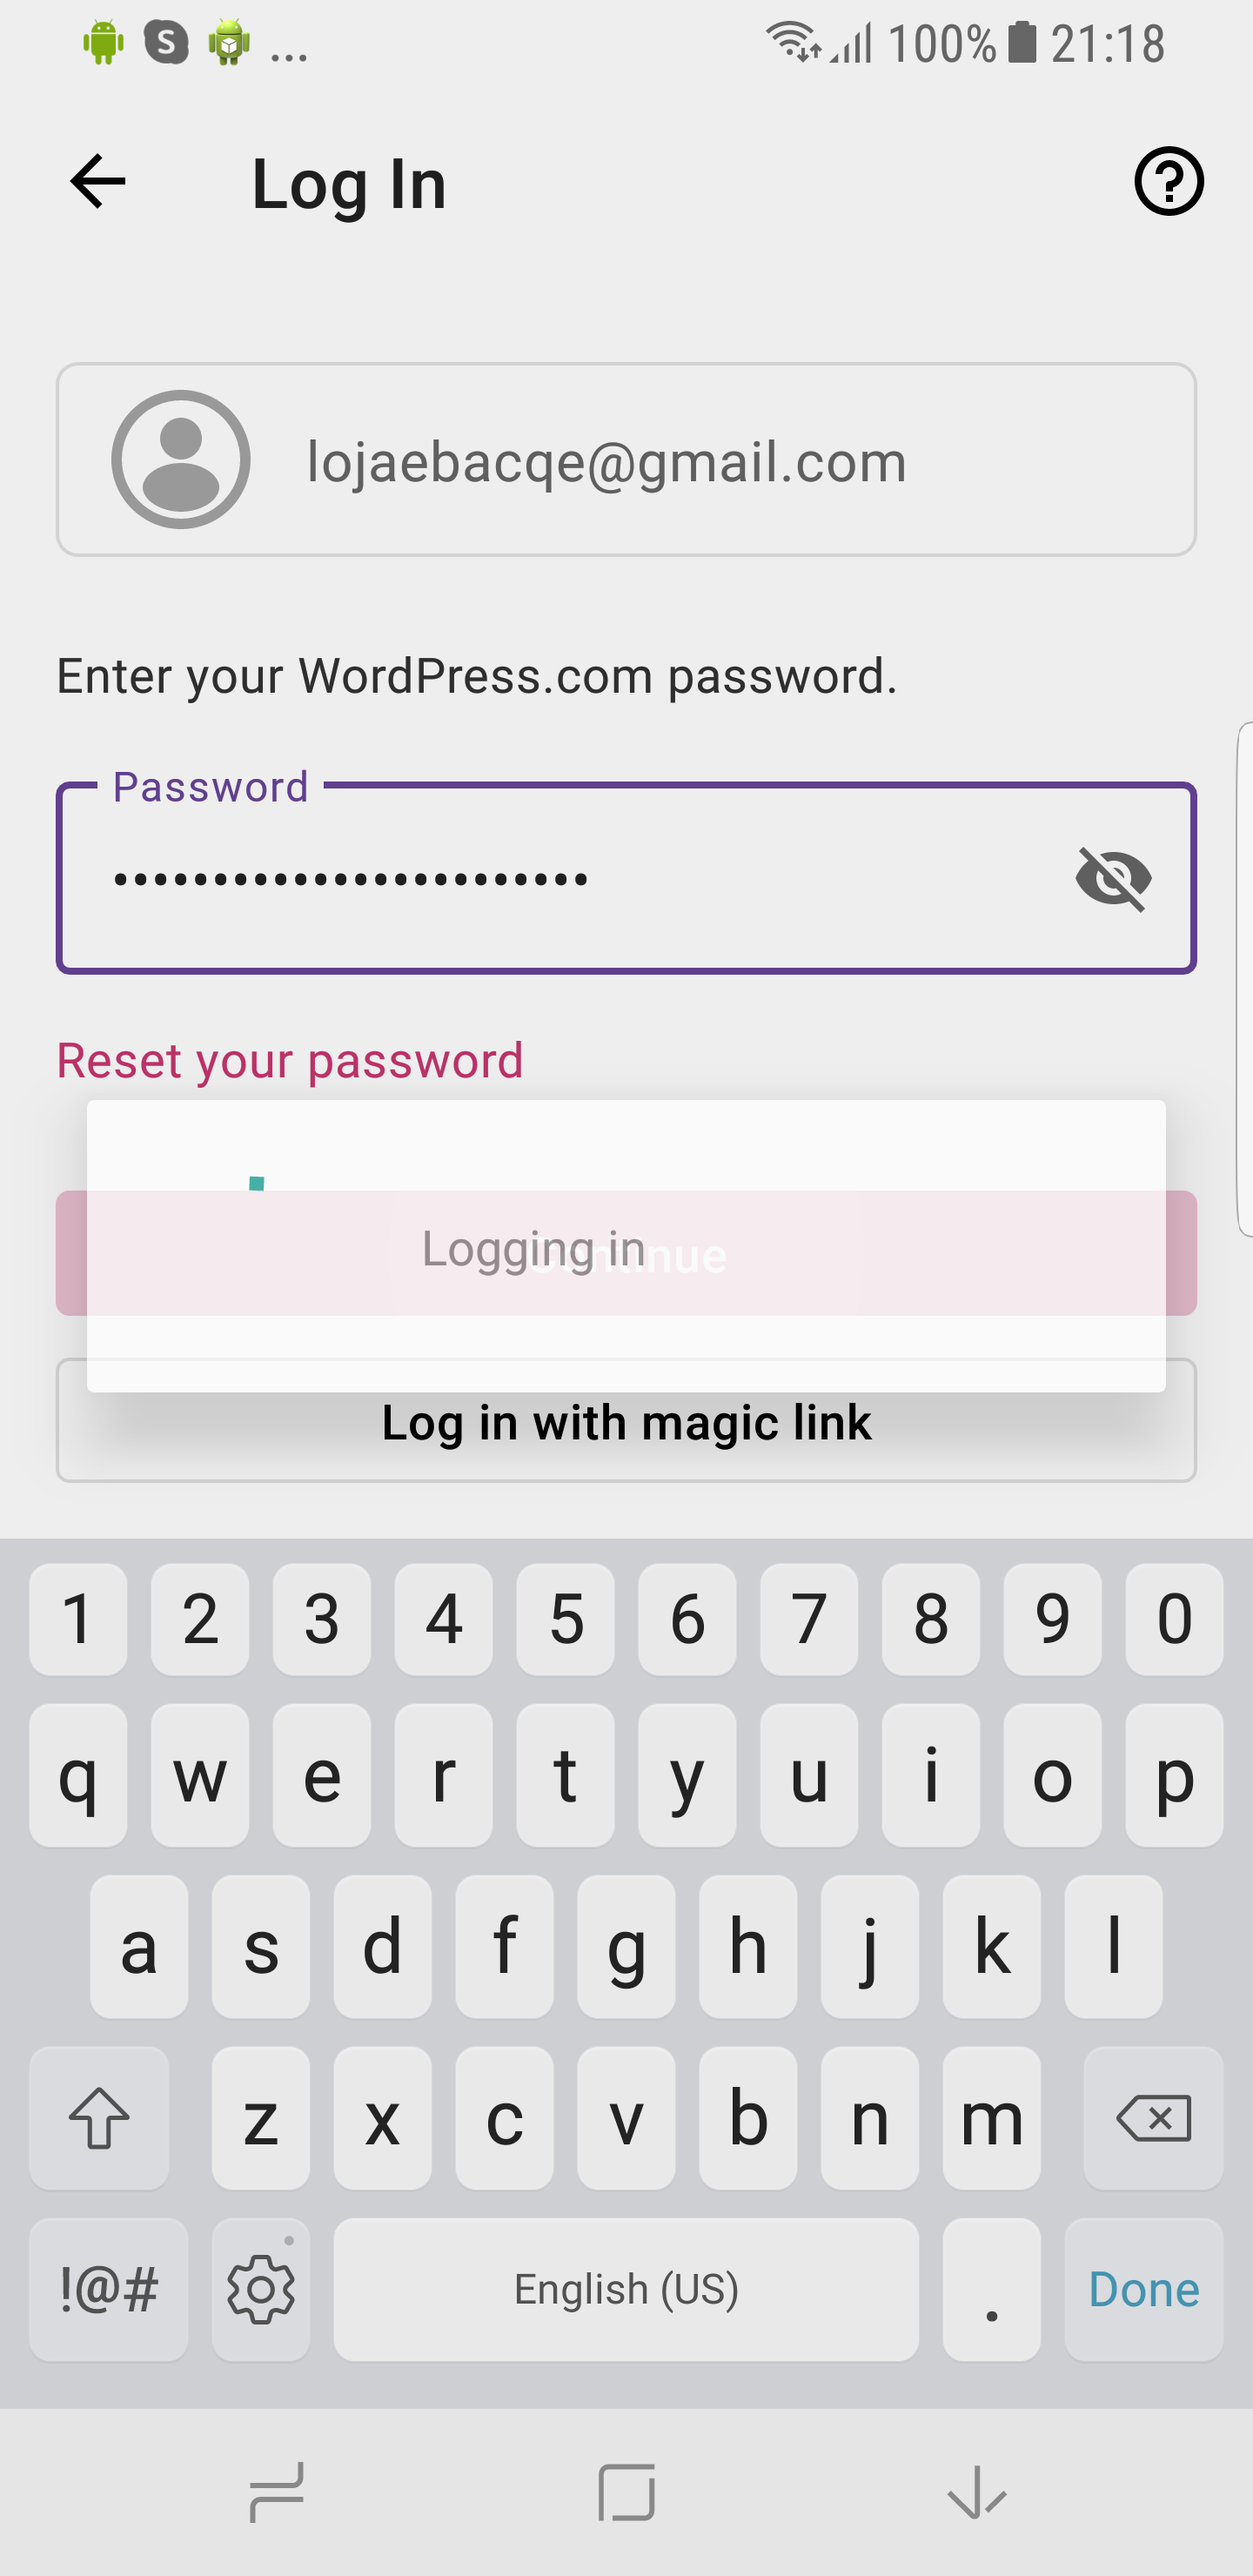 ... 100% 21:18
Log In
lojaebacqe@gmail.com
Enter your WordPress.com password.
Password
••••••••••••••••••••••••
Reset your password
Logging in
Continue
Log in with magic link
1 2 3 4 5 6 7 8 9 0
q w e r t y u i o p
a s d f g h j k l
z x c v b n m
!@# English (US) . Done